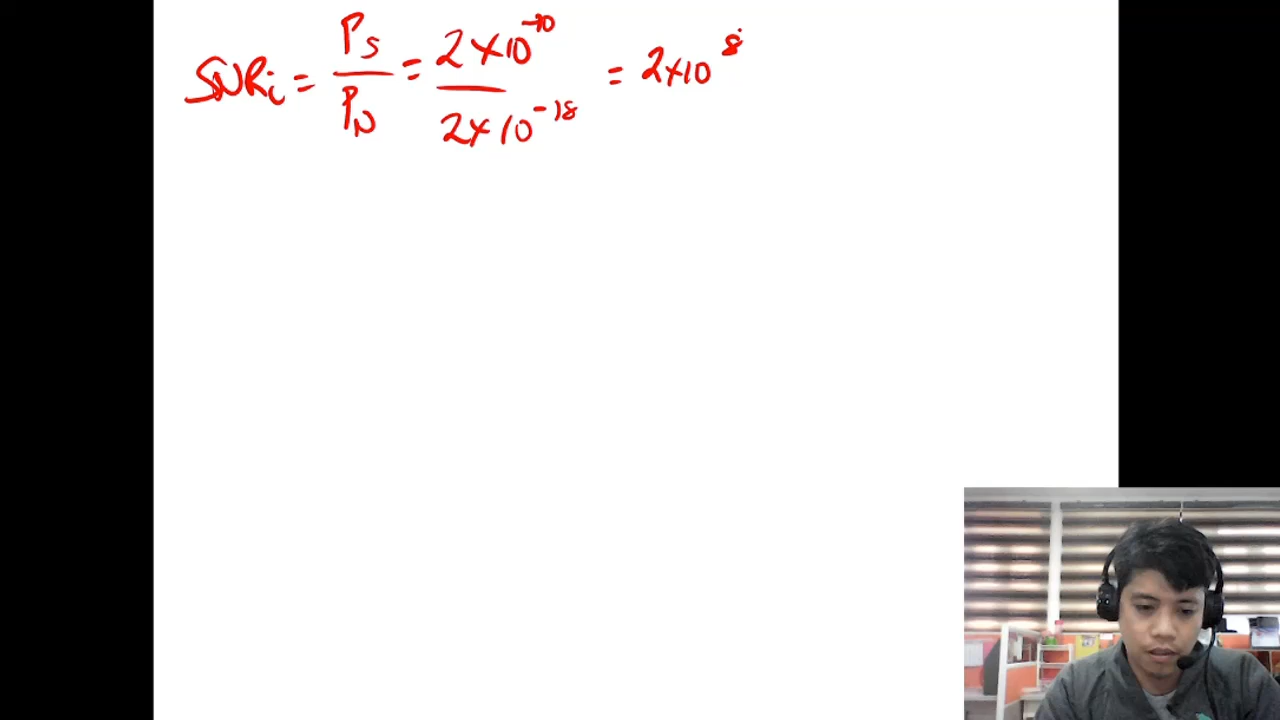 SNRi = Ps/PN = 2×10^-10 / 2×10^-18 = 2×10^8